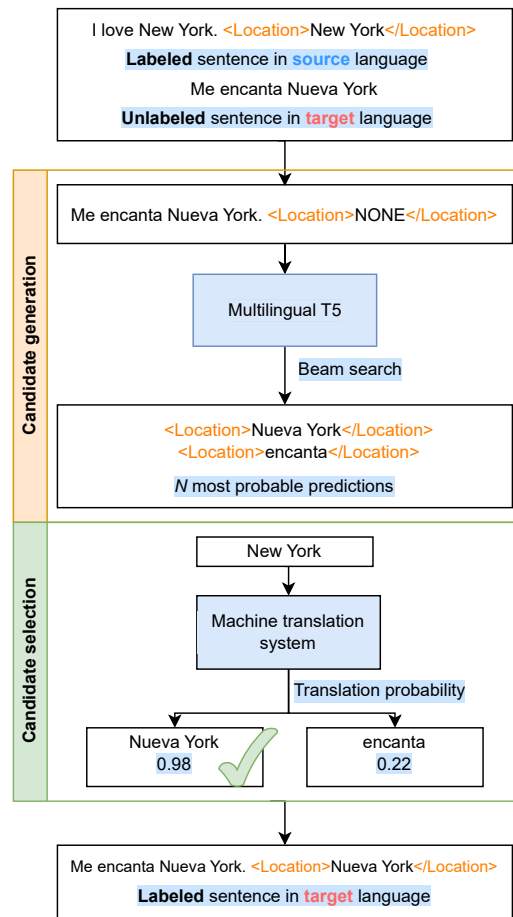 I love New York. <Location>New York</Location>
Labeled sentence in source language
Me encanta Nueva York
Unlabeled sentence in target language
Candidate generation
Me encanta Nueva York. <Location>NONE</Location>
Multilingual T5
Beam search
<Location>Nueva York</Location>
<Location>encanta</Location>
N most probable predictions
Candidate selection
New York
Machine translation
system
Translation probability
Nueva York
0.98
encanta
0.22
Me encanta Nueva York. <Location>Nueva York</Location>
Labeled sentence in target language